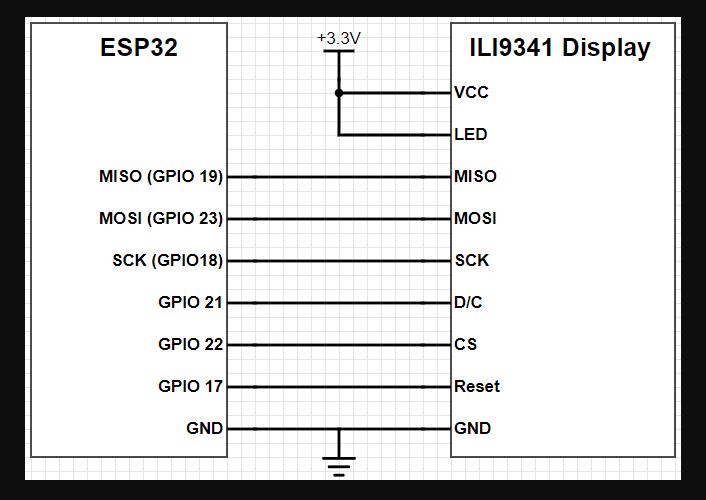 ESP32
+3.3V
ILI9341 Display
VCC
LED
MISO (GPIO 19)
MISO
MOSI (GPIO 23)
MOSI
SCK (GPIO18)
SCK
GPIO 21
D/C
GPIO 22
CS
GPIO 17
Reset
GND
GND